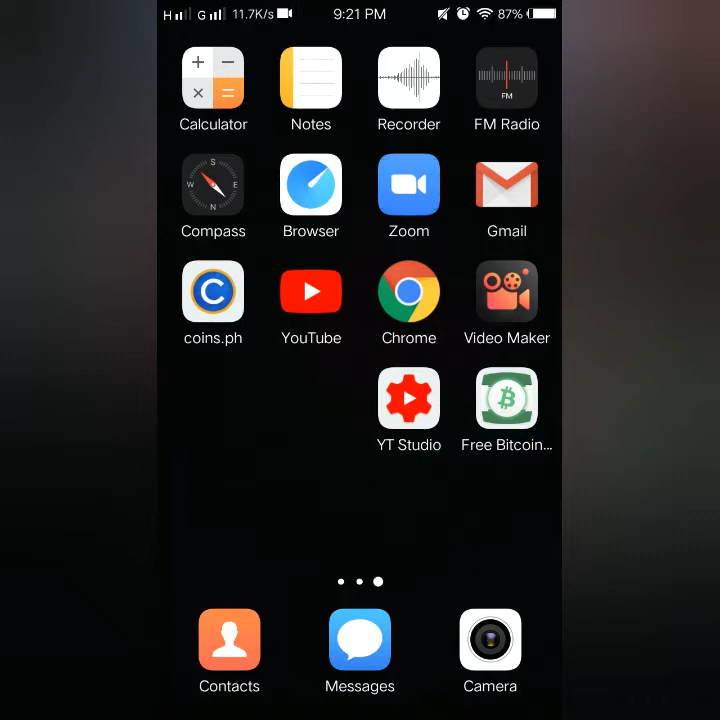 H G 11.7K/s 9:21 PM 87%
Calculator Notes Recorder FM Radio
FM
S
W E
N
Compass Browser Zoom Gmail
coins.ph YouTube Chrome Video Maker
YT Studio Free Bitcoin...
Contacts Messages Camera